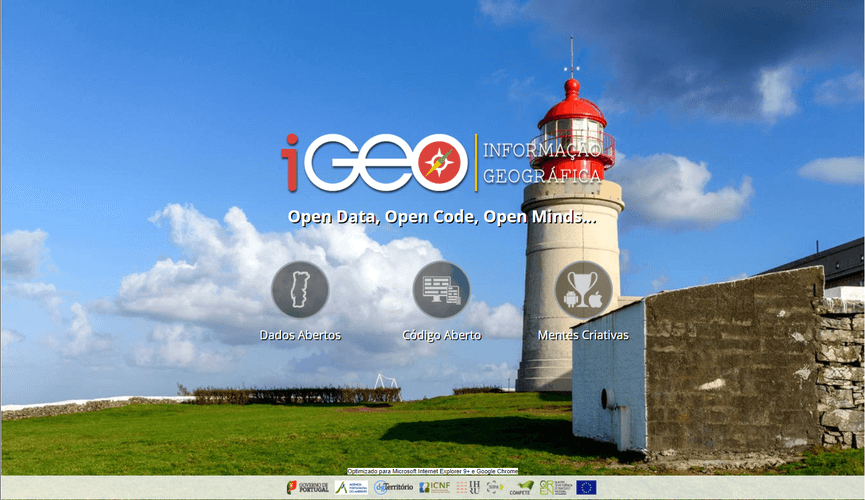 iGEO
INFORMAÇÃO
GEOGRÁFICA
Open Data, Open Code, Open Minds...
Dados Abertos
Código Aberto
Mentes Criativas
Optimizado para Microsoft Internet Explorer 9+ e Google Chrome
GOVERNO DE
PORTUGAL
dgTerritório
ICNF
COMPETE